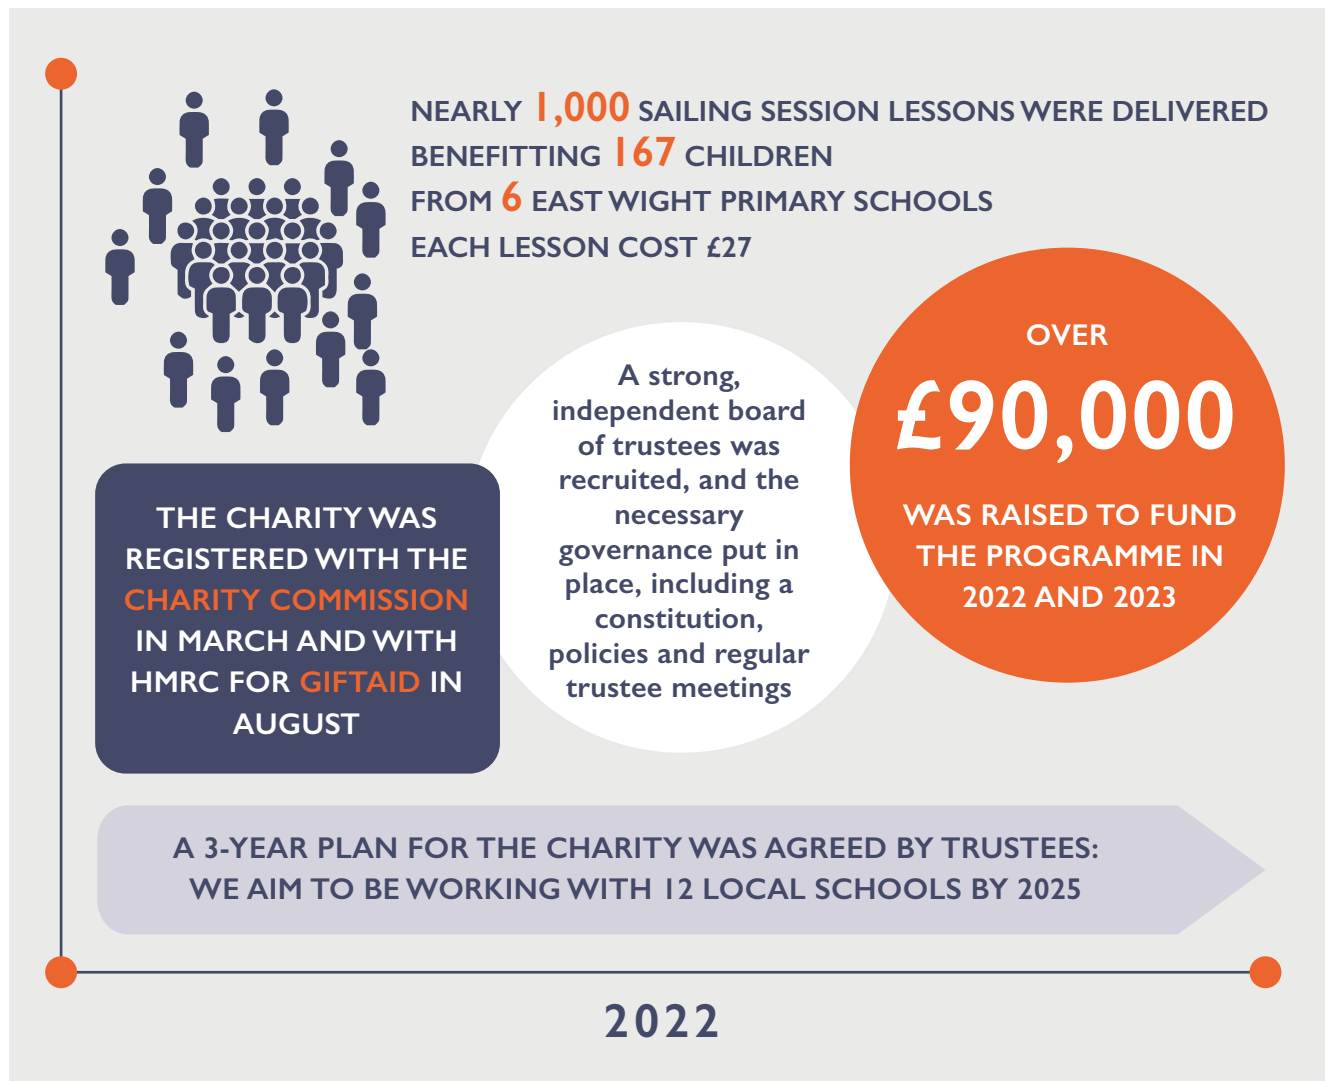 NEARLY 1,000 SAILING SESSION LESSONS WERE DELIVERED
BENEFITTING 167 CHILDREN
FROM 6 EAST WIGHT PRIMARY SCHOOLS
EACH LESSON COST £27
THE CHARITY WAS
REGISTERED WITH THE
CHARITY COMMISSION
IN MARCH AND WITH
HMRC FOR GIFTAID IN
AUGUST
A strong,
independent board
of trustees was
recruited, and the
necessary
governance put in
place, including a
constitution,
policies and regular
trustee meetings
OVER
£90,000
WAS RAISED TO FUND
THE PROGRAMME IN
2022 AND 2023
A 3-YEAR PLAN FOR THE CHARITY WAS AGREED BY TRUSTEES:
WE AIM TO BE WORKING WITH 12 LOCAL SCHOOLS BY 2025
2022